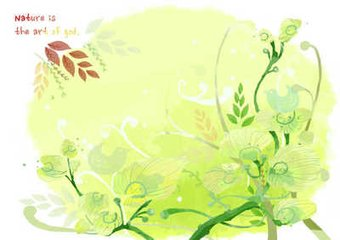 Nature is
the art of god.